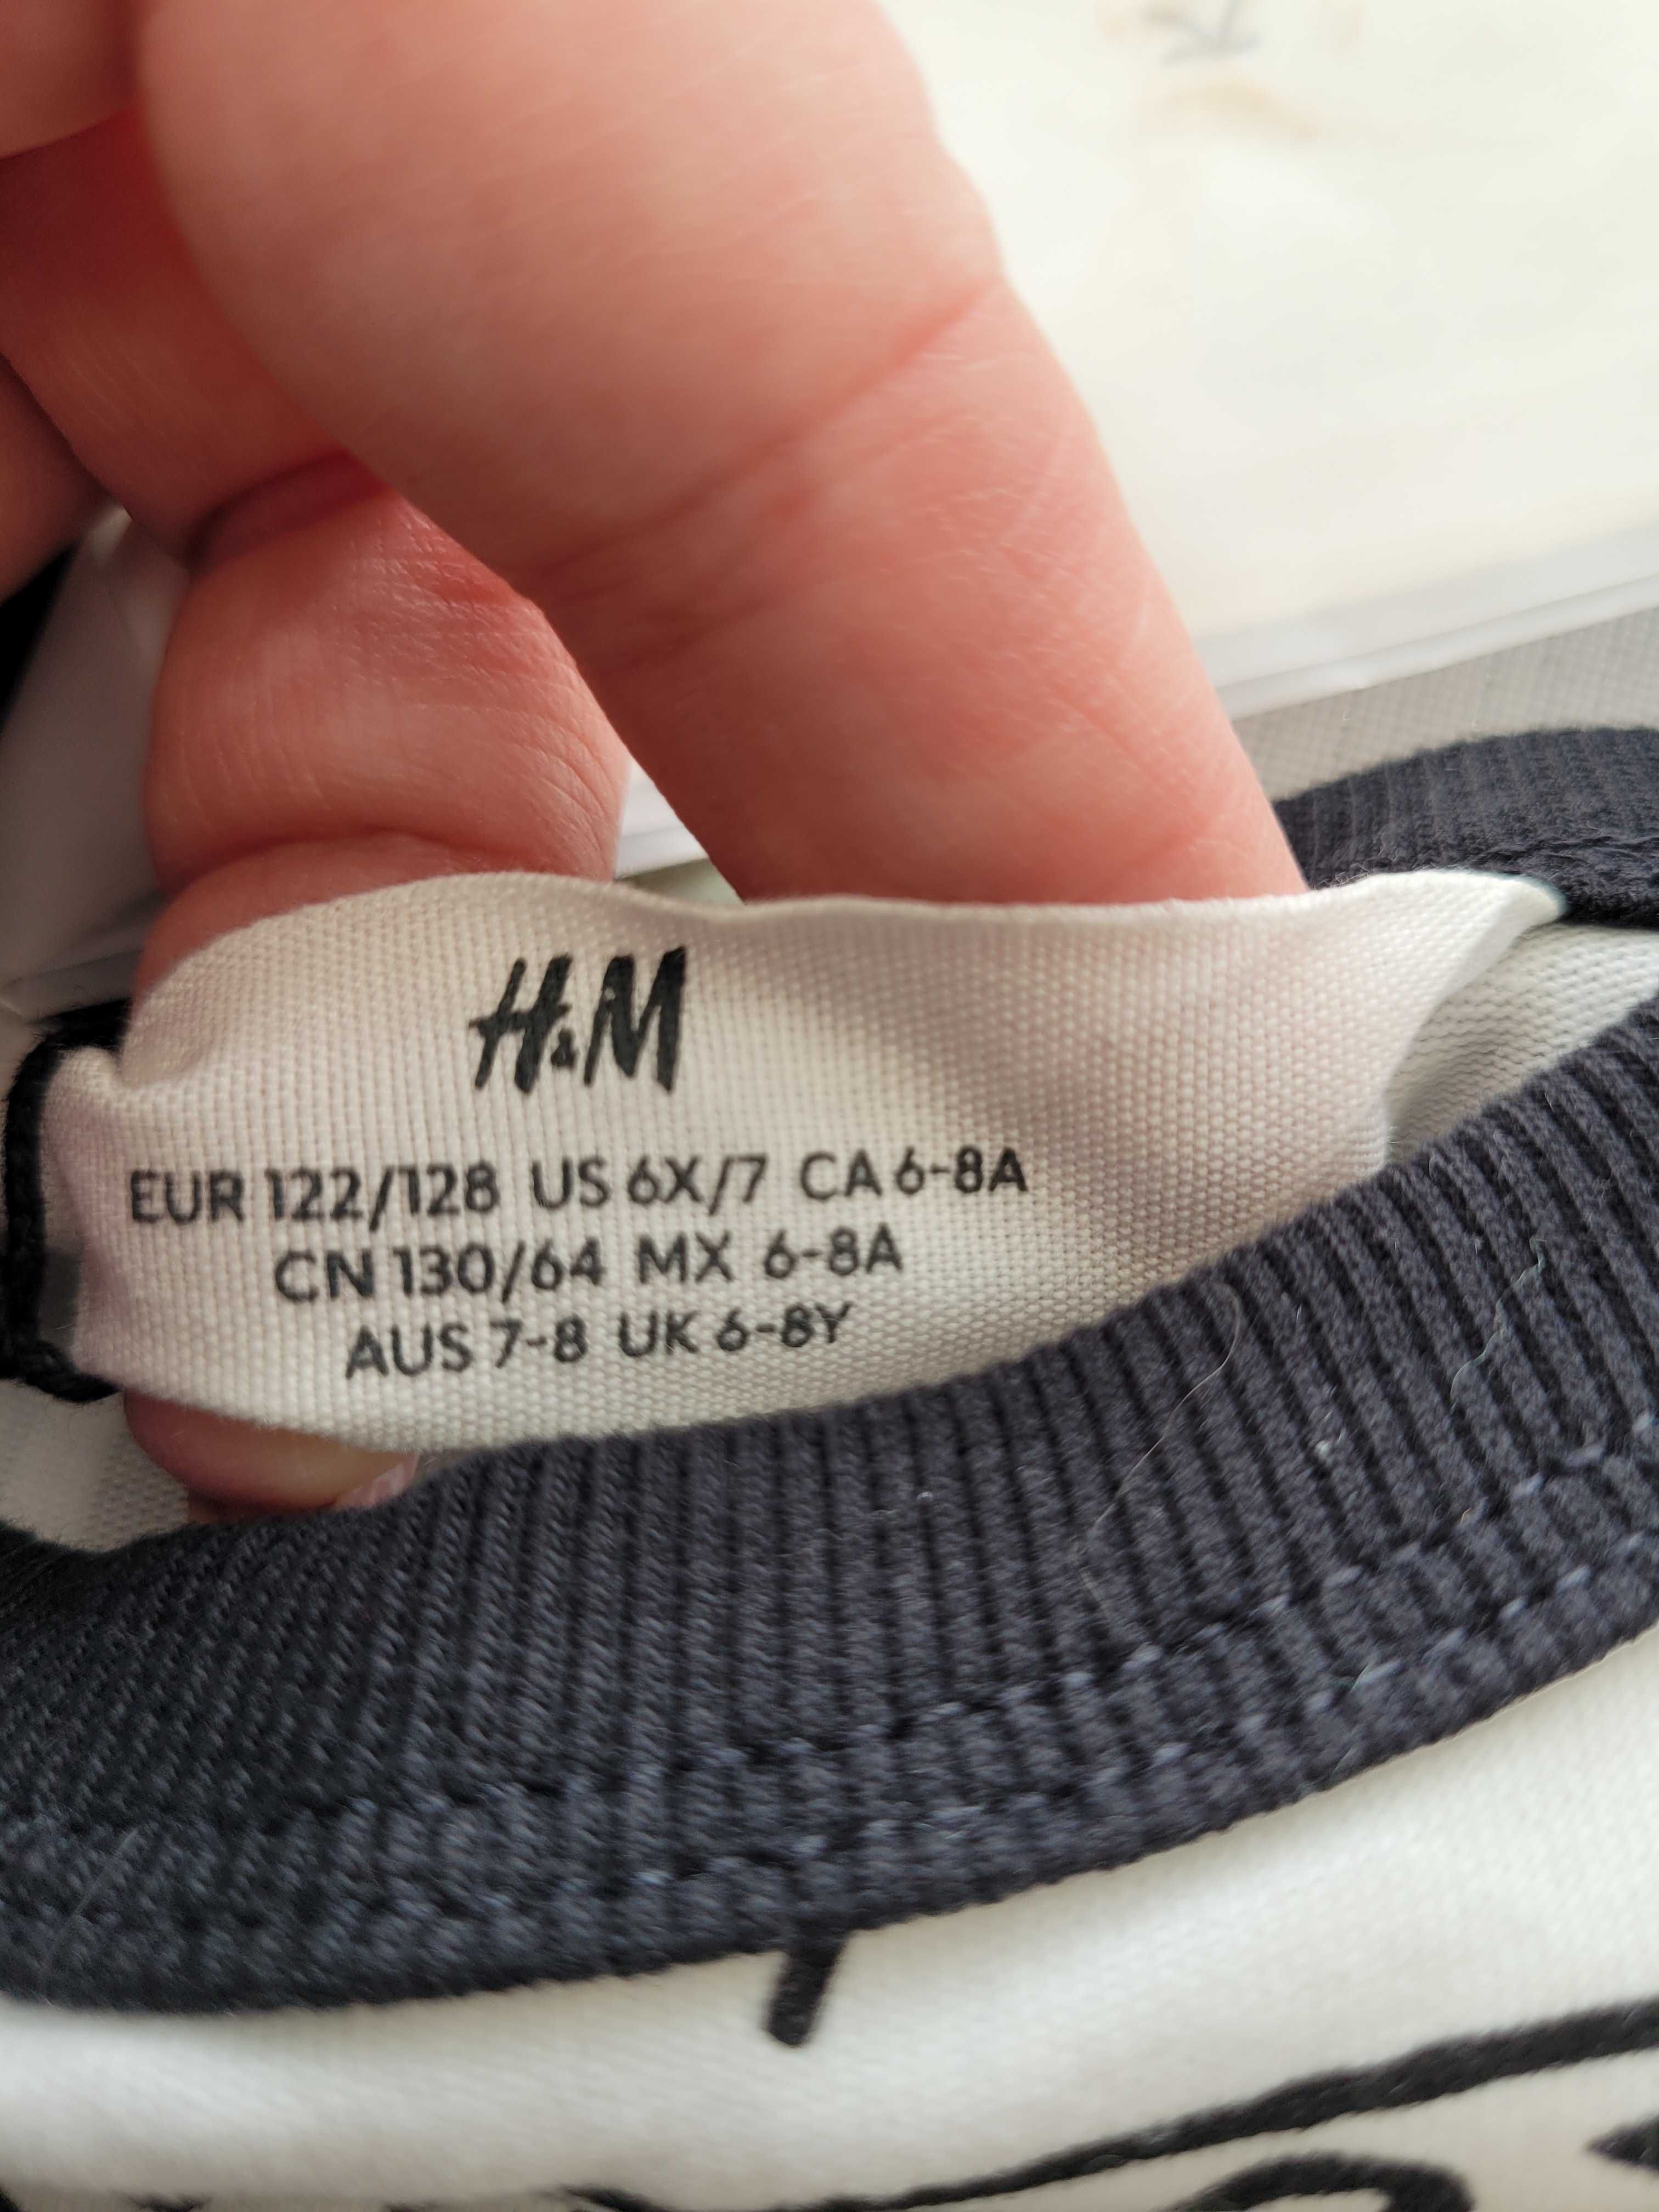 H&M
EUR 122/128 US 6X/7 CA 6-8A
CN 130/64 MX 6-8A
AUS 7-8 UK 6-8Y